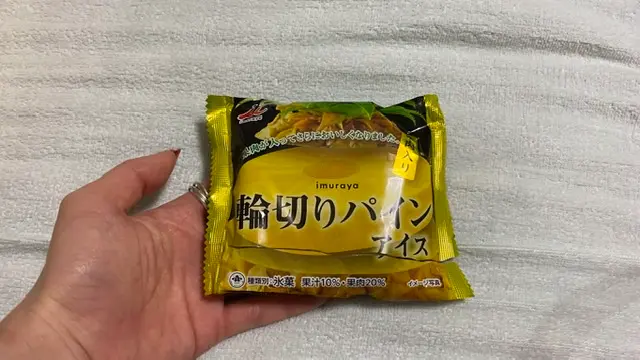 果肉が入ってさらにおいしくなりました
入り
imuraya
輪切りパイン
アイス
種類別 氷菓 果汁10%・果肉20%
イメージ写真